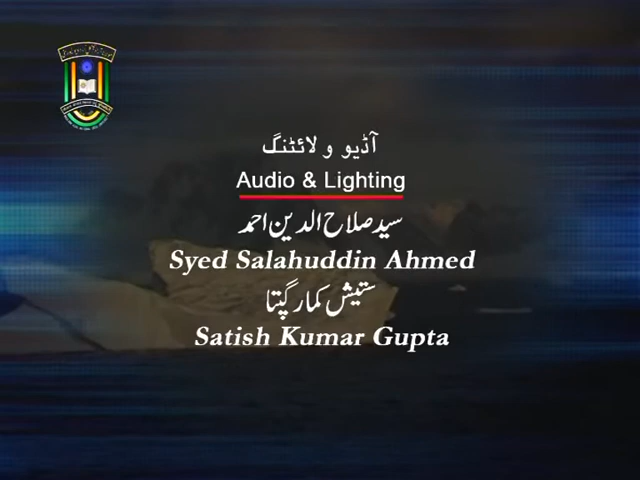 آڈیو و لائٹنگ
Audio & Lighting
سید صلاح الدین احمد
Syed Salahuddin Ahmed
ستیش کمار گپتا
Satish Kumar Gupta